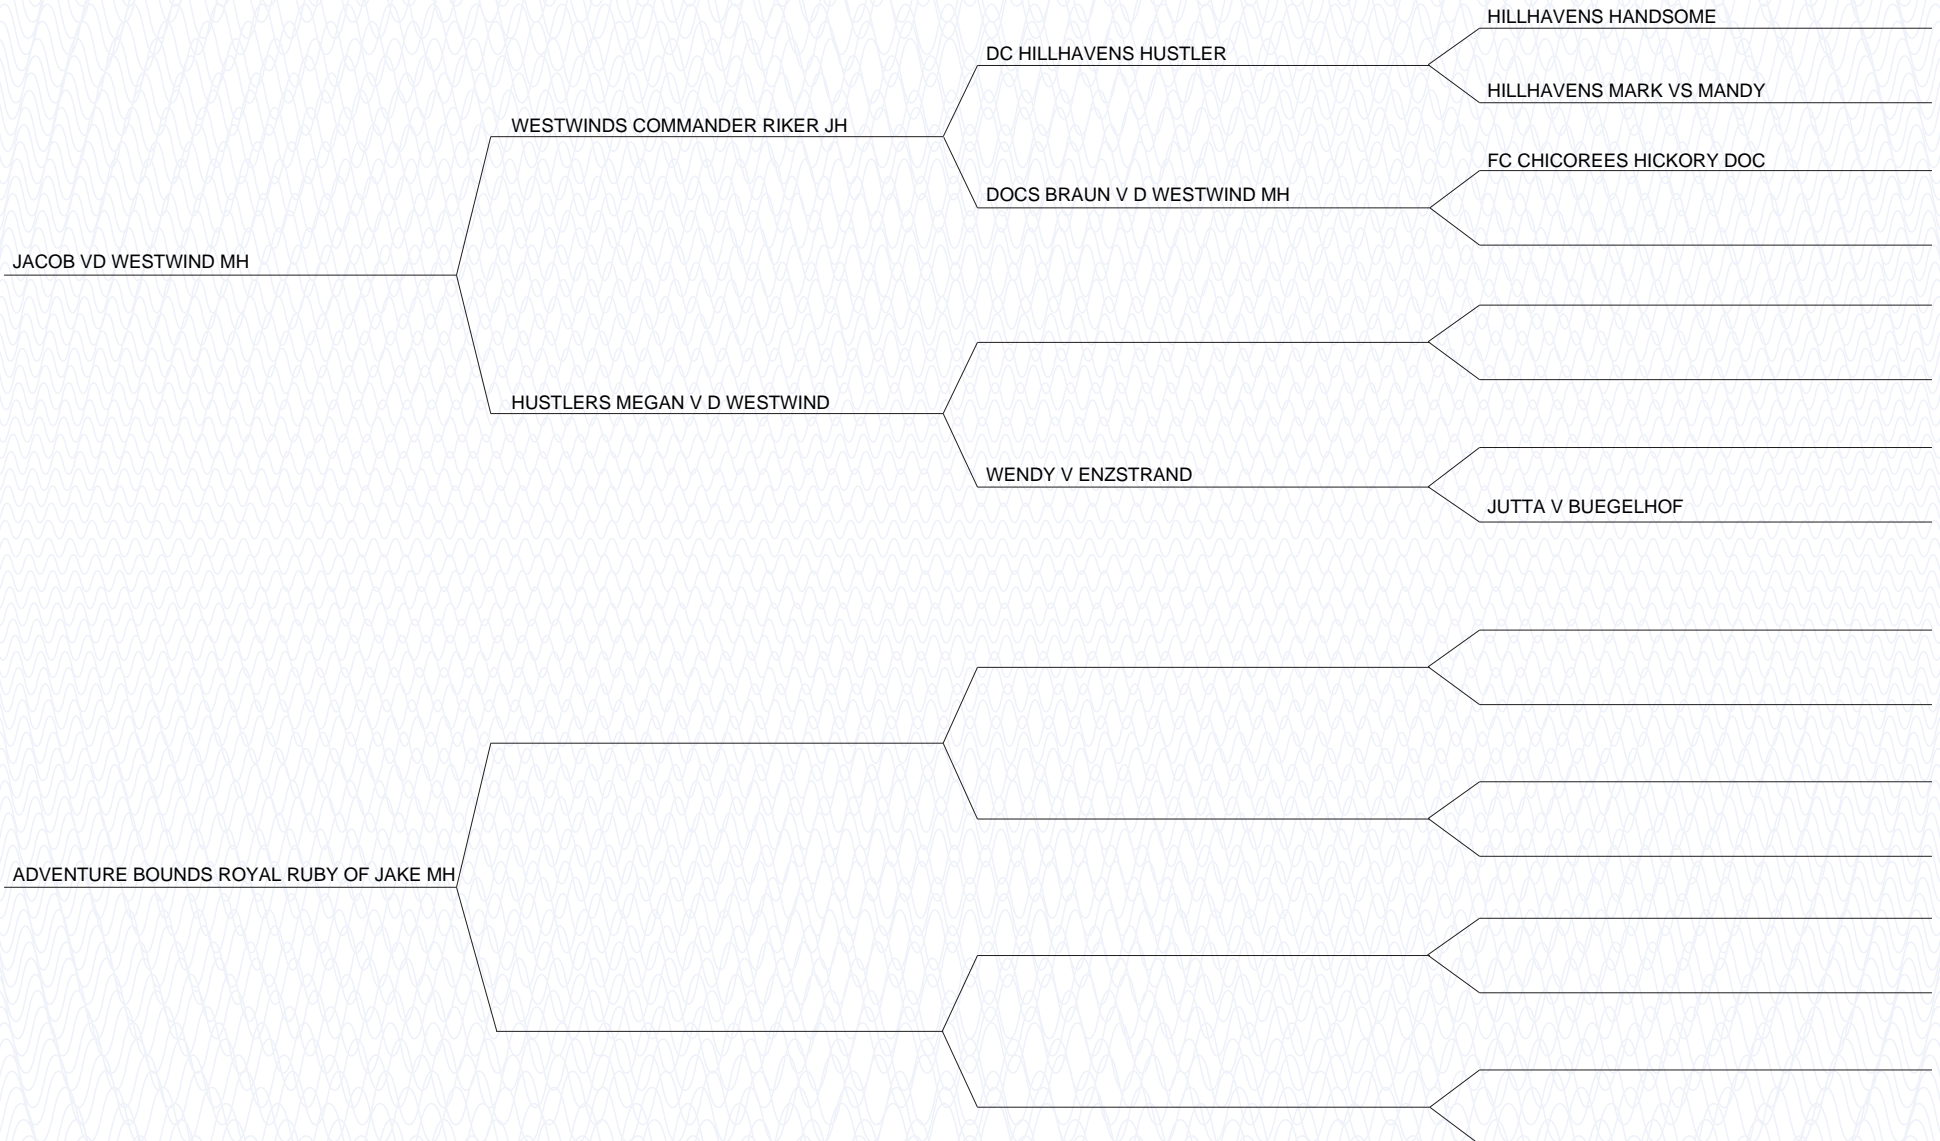 HILLHAVENS HANDSOME
DC HILLHAVENS HUSTLER
HILLHAVENS MARK VS MANDY
WESTWINDS COMMANDER RIKER JH
FC CHICOREES HICKORY DOC
DOCS BRAUN V D WESTWIND MH
JACOB VD WESTWIND MH
HUSTLERS MEGAN V D WESTWIND
WENDY V ENZSTRAND
JUTTA V BUEGELHOF
ADVENTURE BOUNDS ROYAL RUBY OF JAKE MH